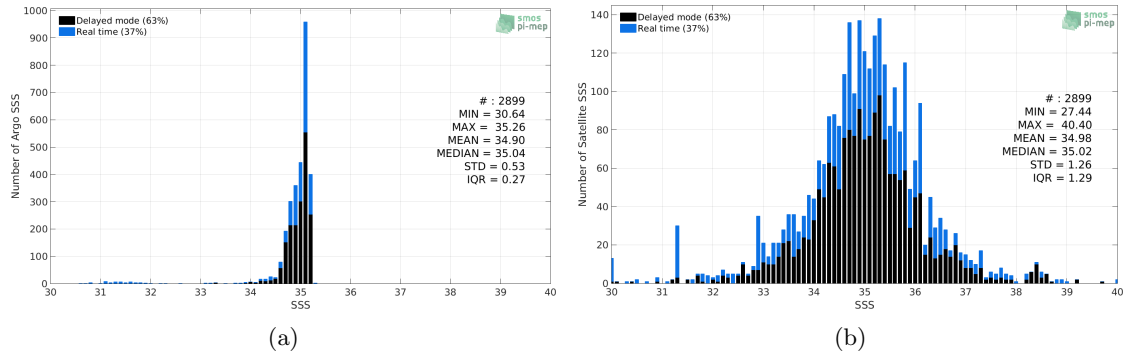 Delayed mode (63%)
Real time (37%)
smos
pi-mep
Number of Argo SSS
1000
900
800
700
600
500
400
300
200
100
0
# : 2899
MIN = 30.64
MAX = 35.26
MEAN = 34.90
MEDIAN = 35.04
STD = 0.53
IQR = 0.27
30 31 32 33 34 35 36 37 38 39 40
SSS
(a)
Delayed mode (63%)
Real time (37%)
smos
pi-mep
Number of Satellite SSS
140
120
100
80
60
40
20
0
# : 2899
MIN = 27.44
MAX = 40.40
MEAN = 34.98
MEDIAN = 35.02
STD = 1.26
IQR = 1.29
30 31 32 33 34 35 36 37 38 39 40
SSS
(b)